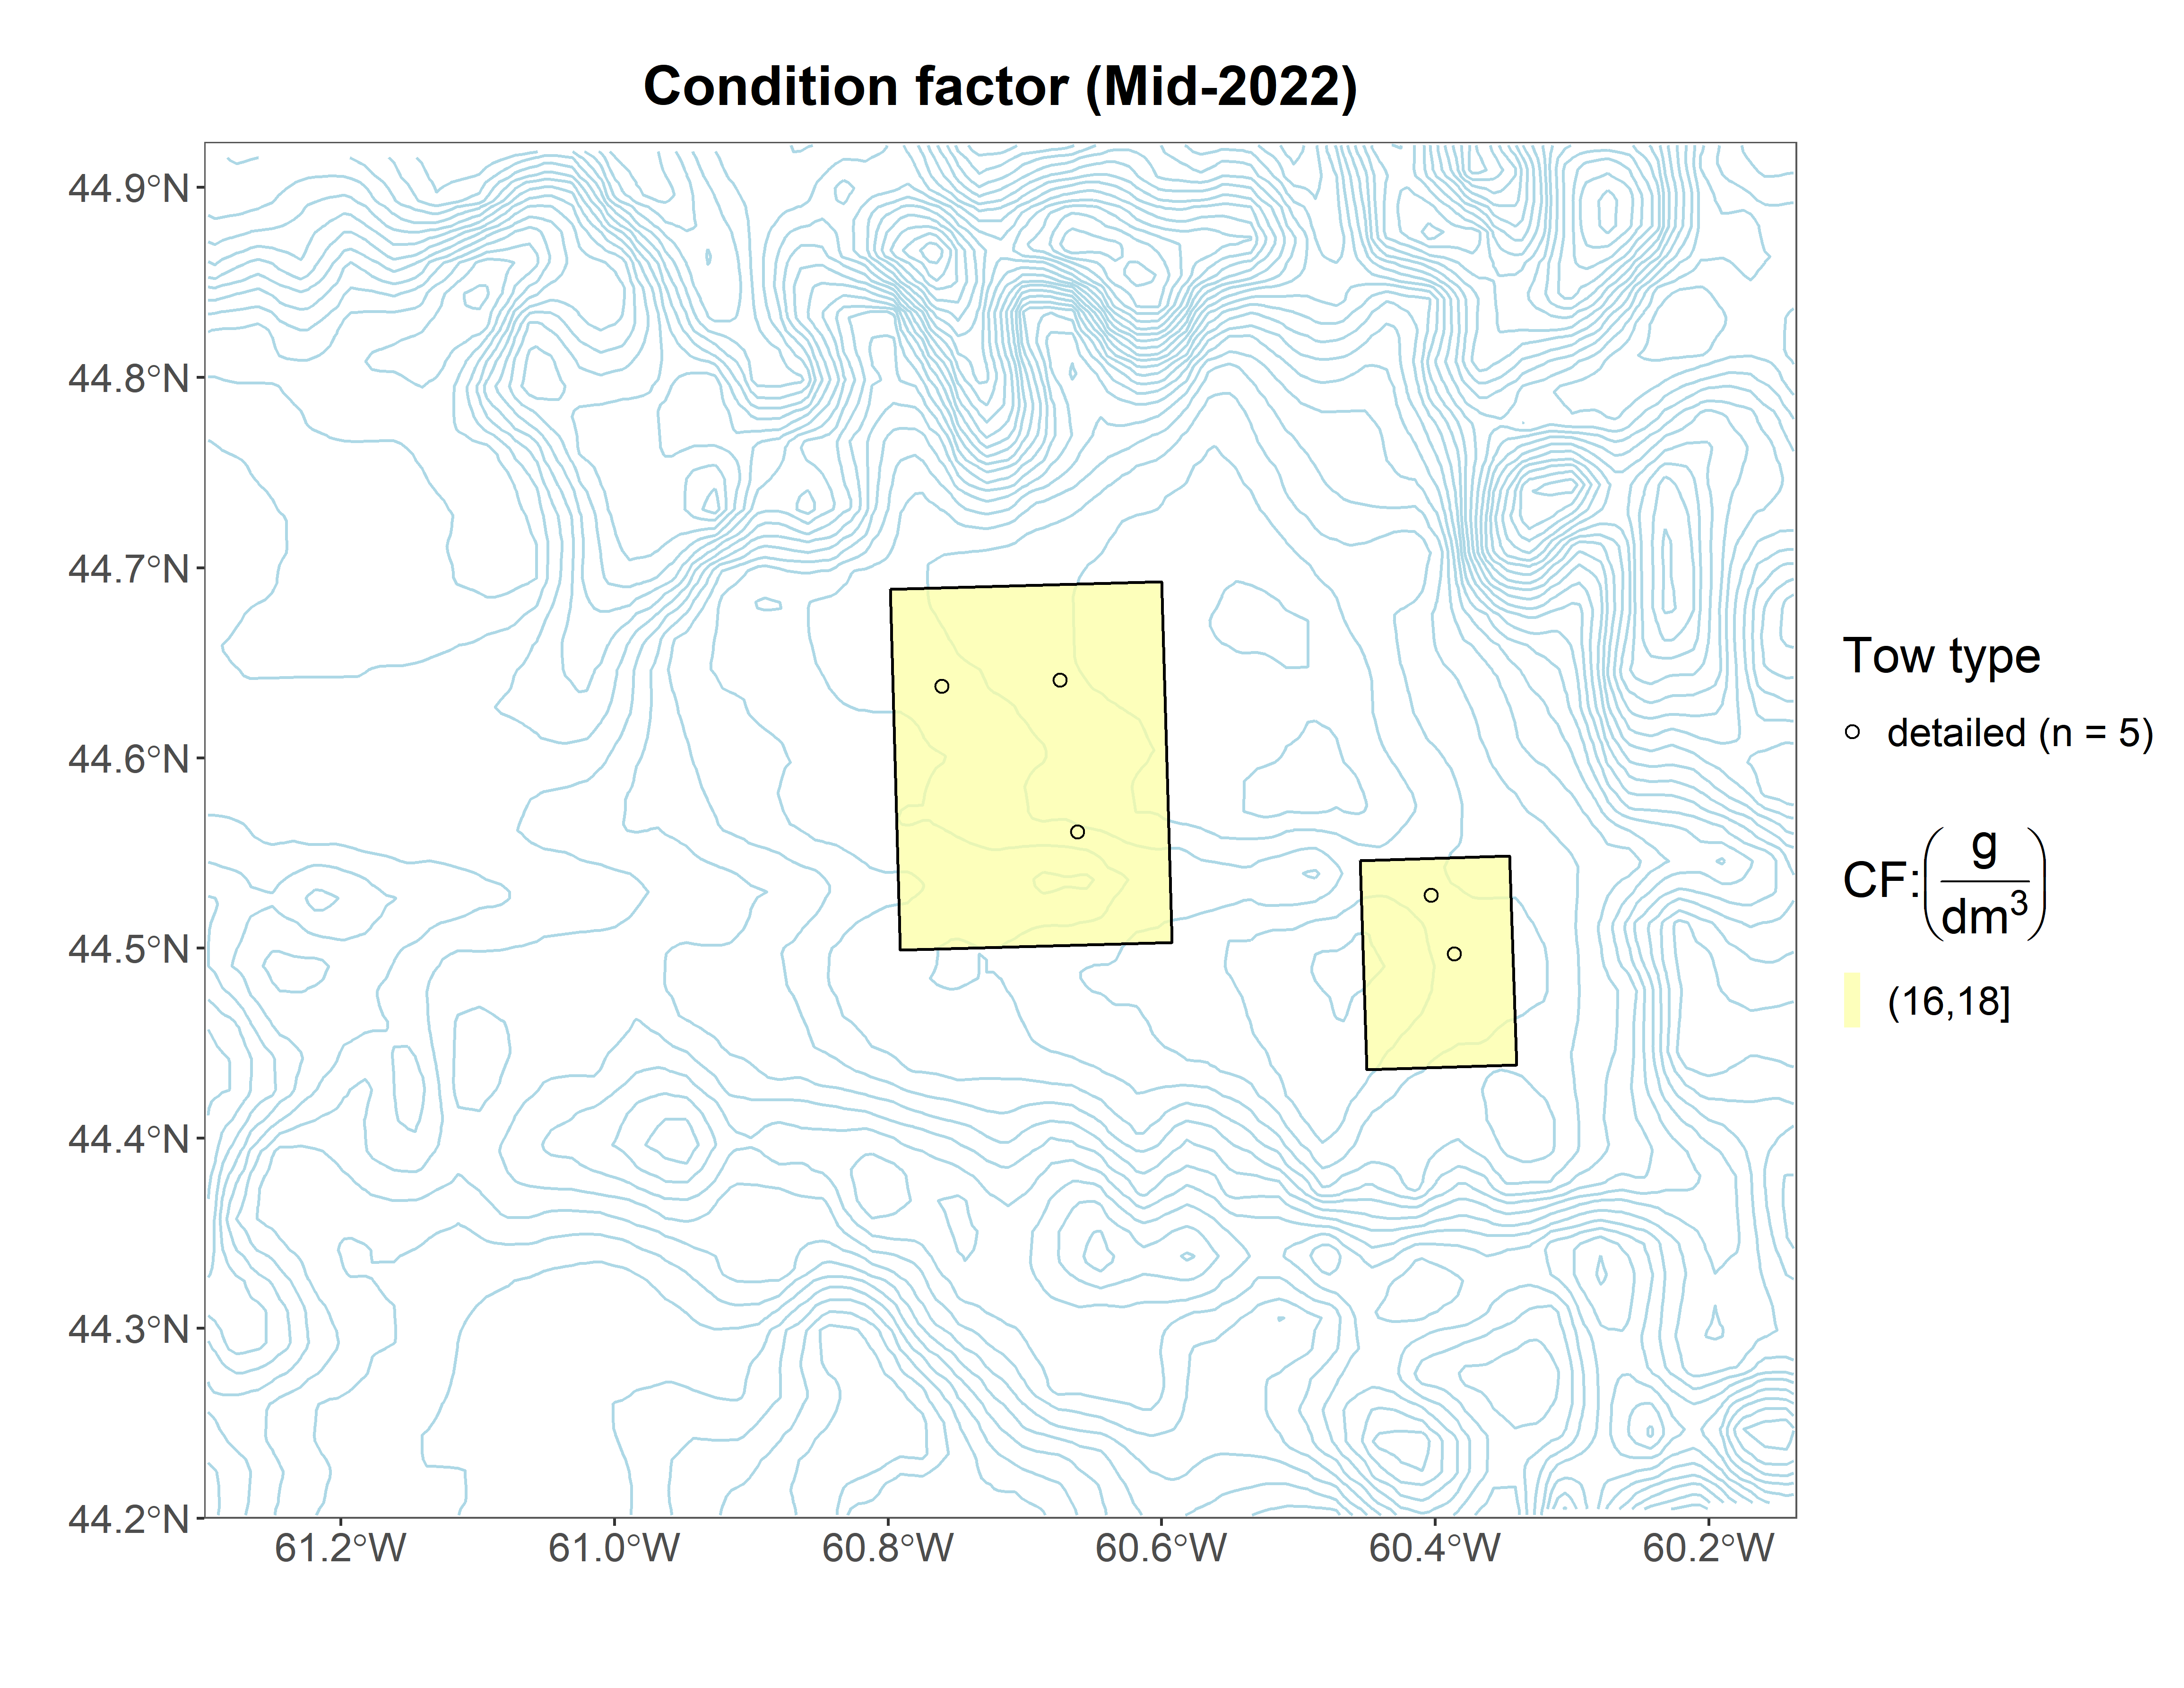 Condition factor (Mid-2022)
44.9°N
44.8°N
44.7°N
44.6°N
44.5°N
44.4°N
44.3°N
44.2°N
61.2°W
61.0°W
60.8°W
60.6°W
60.4°W
60.2°W
Tow type
detailed (n = 5)
CF:(g/dm³)
(16,18]